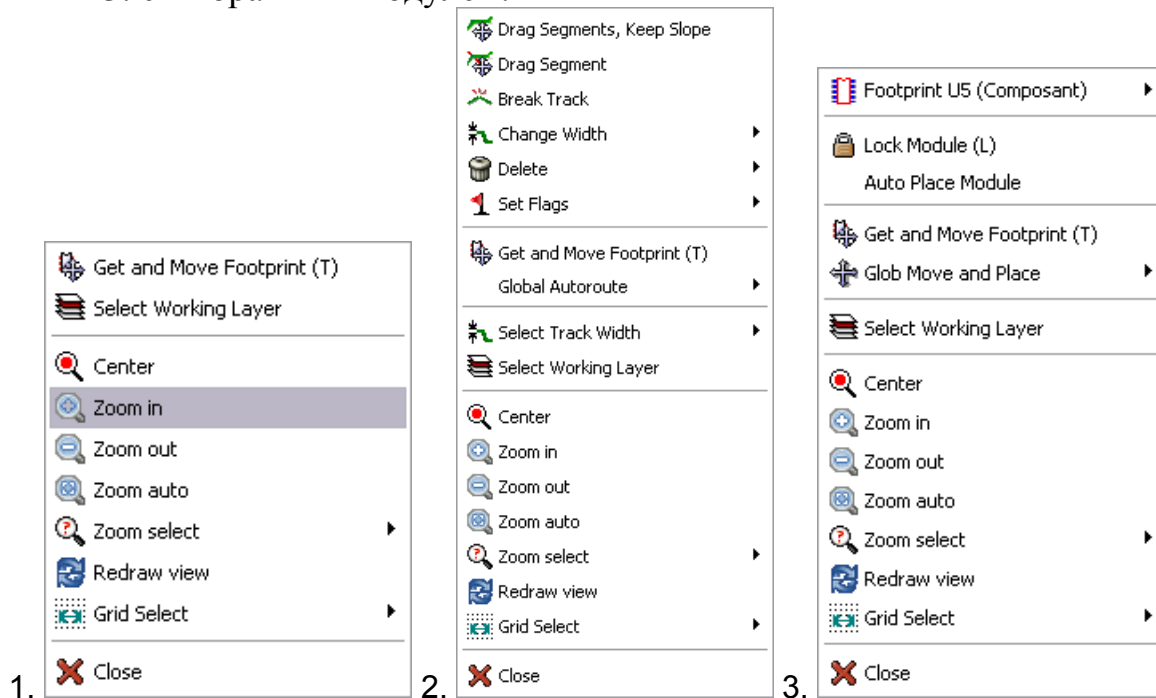 Get and Move Footprint (T)
Select Working Layer
Center
Zoom in
Zoom out
Zoom auto
Zoom select
Redraw view
Grid Select
Close
1.
Drag Segments, Keep Slope
Drag Segment
Break Track
Change Width
Delete
Set Flags
Get and Move Footprint (T)
Global Autoroute
Select Track Width
Select Working Layer
Center
Zoom in
Zoom out
Zoom auto
Zoom select
Redraw view
Grid Select
Close
2.
Footprint U5 (Composant)
Lock Module (L)
Auto Place Module
Get and Move Footprint (T)
Glob Move and Place
Select Working Layer
Center
Zoom in
Zoom out
Zoom auto
Zoom select
Redraw view
Grid Select
Close
3.